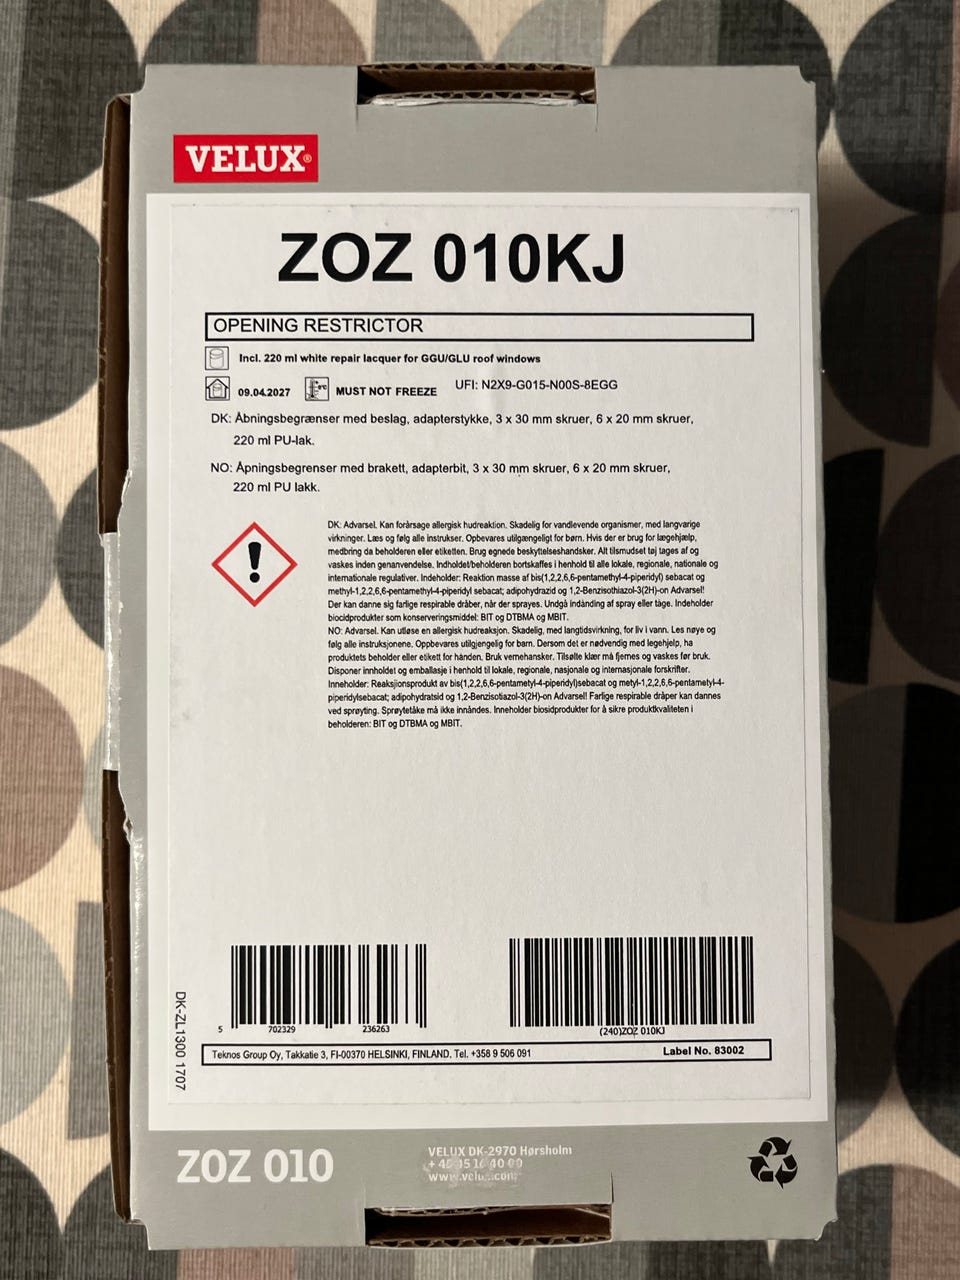 VELUX®
ZOZ 010KJ
OPENING RESTRICTOR
Incl. 220 ml white repair lacquer for GGU/GLU roof windows
09.04.2027 MUST NOT FREEZE UFI: N2X9-G015-N00S-8EGG
DK: Åbningsbegrænser med beslag, adapterstykke, 3 x 30 mm skruer, 6 x 20 mm skruer,
220 ml PU-lak.
NO: Åpningsbegrenser med brakett, adapterbit, 3 x 30 mm skruer, 6 x 20 mm skruer,
220 ml PU lakk.
DK: Advarsel. Kan forårsage allergisk hudreaktion. Skadelig for vandlevende organismer, med langvarige
virkninger. Læs og følg alle instrukser. Opbevares utilgængeligt for børn. Hvis der er brug for lægehjælp,
medbring da beholderen eller etiketten. Brug egnede beskyttelseshandsker. Alt tilsmudset tøj tages af og
vaskes inden genanvendelse. Indholdet/beholderen bortskaffes i henhold til alle lokale, regionale, nationale og
internationale regulativer. Indeholder: Reaktion masse af bis(1,2,2,6,6-pentamethyl-4-piperidyl) sebacat og
methyl-1,2,2,6,6-pentamethyl-4-piperidyl sebacat; adipohydrazid og 1,2-Benzisothiazol-3(2H)-on Advarsel!
Der kan danne sig farlige respirable dråber, når der sprayes. Undgå indånding af spray eller tåge. Indeholder
biocidprodukter som konserveringsmiddel: BIT og DTBMA og MBIT.
NO: Advarsel. Kan utløse en allergisk hudreaksjon. Skadelig, med langtidsvirkning, for liv i vann. Les nøye og
følg alle instruksjonene. Oppbevares utilgjengelig for barn. Dersom det er nødvendig med legehjelp, ha
produktets beholder eller etikett for hånden. Bruk vernehansker. Tilsølte klær må fjernes og vaskes før bruk.
Disponer innholdet og emballasje i henhold til lokale, regionale, nasjonale og internasjonale forskrifter.
Inneholder: Reaksjonsprodukt av bis(1,2,2,6,6-pentametyl-4-piperidyl)sebacat og metyl-1,2,2,6,6-pentametyl-4-
piperidylsebacat; adipohydratsid og 1,2-Benzisotiazol-3(2H)-on Advarsel! Farlige respirable dråper kan dannes
ved sprøyting. Sprøytetåke må ikke innåndes. Inneholder biosidprodukter for å sikre produktkvaliteten i
beholderen: BIT og DTBMA og MBIT.
5 702329 236263
(240)ZOZ 010KJ
Teknos Group Oy, Takkatie 3, FI-00370 HELSINKI, FINLAND. Tel. +358 9 506 091 Label No. 83002
DK-ZL1300 1707
ZOZ 010
VELUX DK-2970 Hørsholm
+ 45 45 16 40 00
www.velux.com